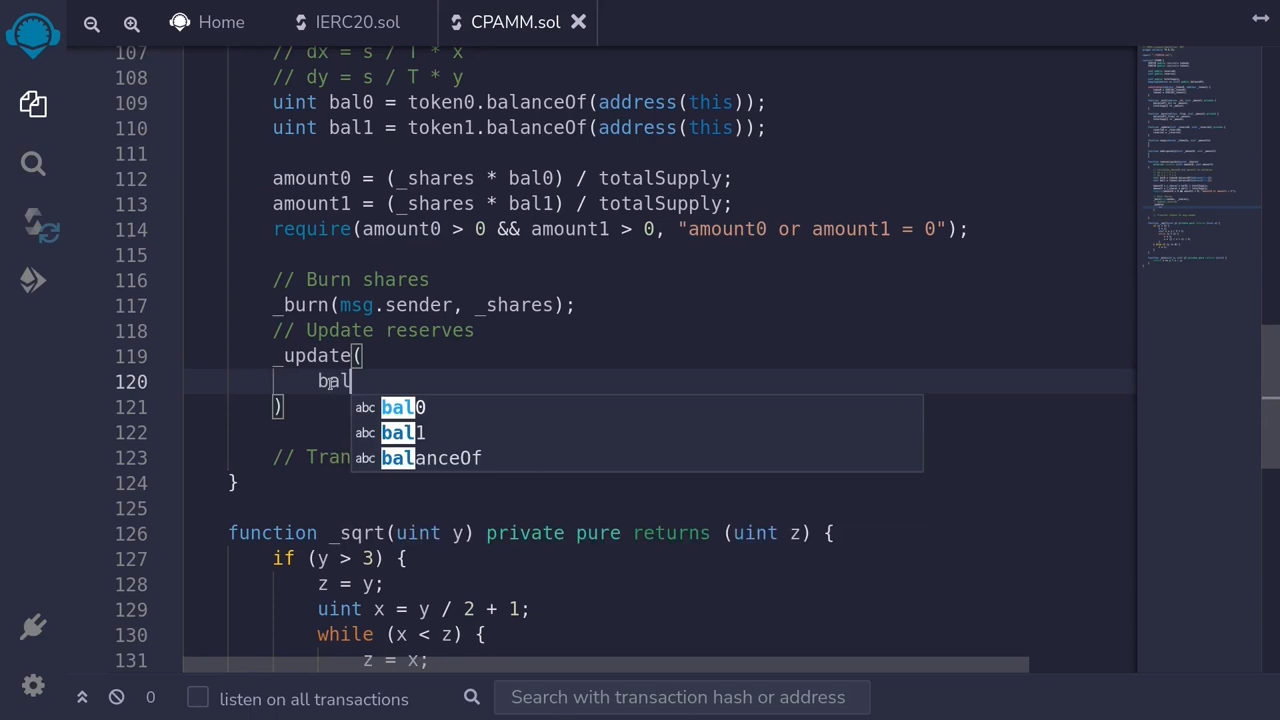 Home
IERC20.sol
CPAMM.sol
107 // dx = s / T * x
108 // dy = s / T * y
109 uint bal0 = token0.balanceOf(address(this));
110 uint bal1 = token1.balanceOf(address(this));
111
112 amount0 = (_shares * bal0) / totalSupply;
113 amount1 = (_shares * bal1) / totalSupply;
114 require(amount0 > 0 && amount1 > 0, "amount0 or amount1 = 0");
115
116 // Burn shares
117 _burn(msg.sender, _shares);
118 // Update reserves
119 _update(
120 bal
121 )
abc bal0
abc bal1
abc balanceOf
122
123 // Tran
124 }
125
126 function _sqrt(uint y) private pure returns (uint z) {
127 if (y > 3) {
128 z = y;
129 uint x = y / 2 + 1;
130 while (x < z) {
131 z = x;
0
listen on all transactions
Search with transaction hash or address